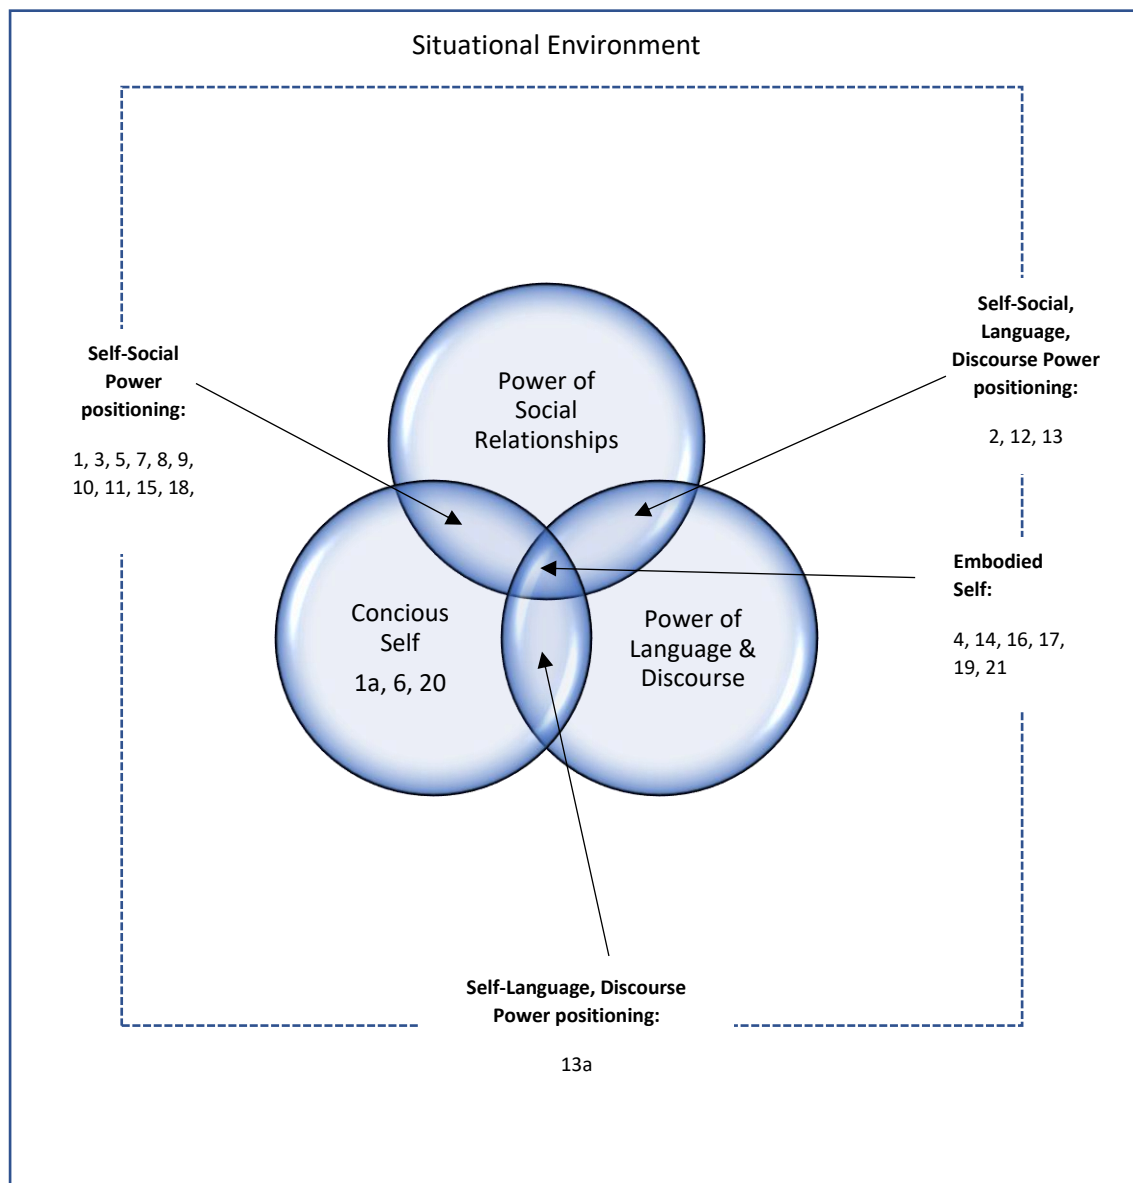 Situational Environment
Self-Social
Power
positioning:
1, 3, 5, 7, 8, 9,
10, 11, 15, 18,
Power of
Social
Relationships
Self-Social,
Language,
Discourse Power
positioning:
2, 12, 13
Concious
Self
1a, 6, 20
Power of
Language &
Discourse
Embodied
Self:
4, 14, 16, 17,
19, 21
Self-Language, Discourse
Power positioning:
13a